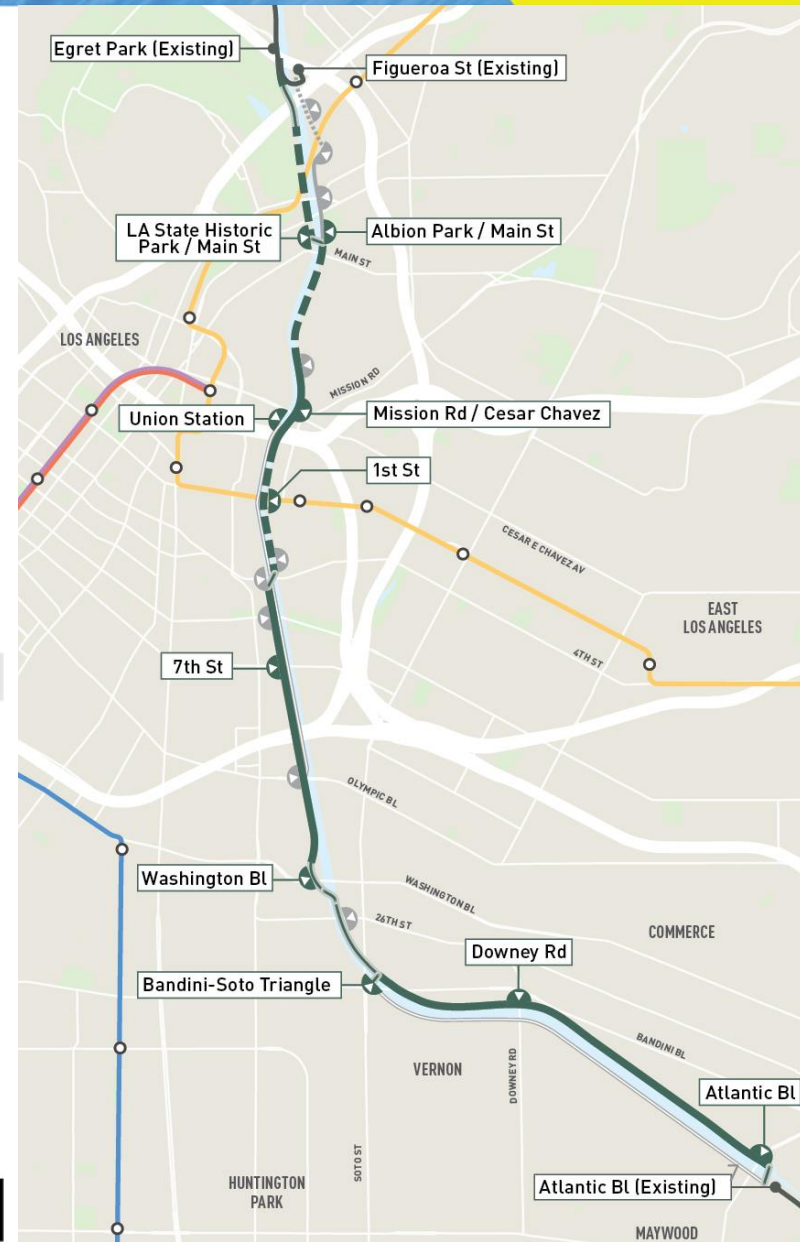 Egret Park (Existing)
Figueroa St (Existing)
LA State Historic
Park / Main St
Albion Park / Main St
MAIN ST
LOS ANGELES
MISSION RD
Union Station
Mission Rd / Cesar Chavez
1st St
CESAR E CHAVEZ AV
EAST
LOS ANGELES
4TH ST
7th St
OLYMPIC BL
Washington Bl
WASHINGTON BL
26TH ST
COMMERCE
Downey Rd
Bandini-Soto Triangle
BANDINI BL
VERNON
DOWNEY RD
Atlantic Bl
SOTO ST
HUNTINGTON
PARK
Atlantic Bl (Existing)
MAYWOOD